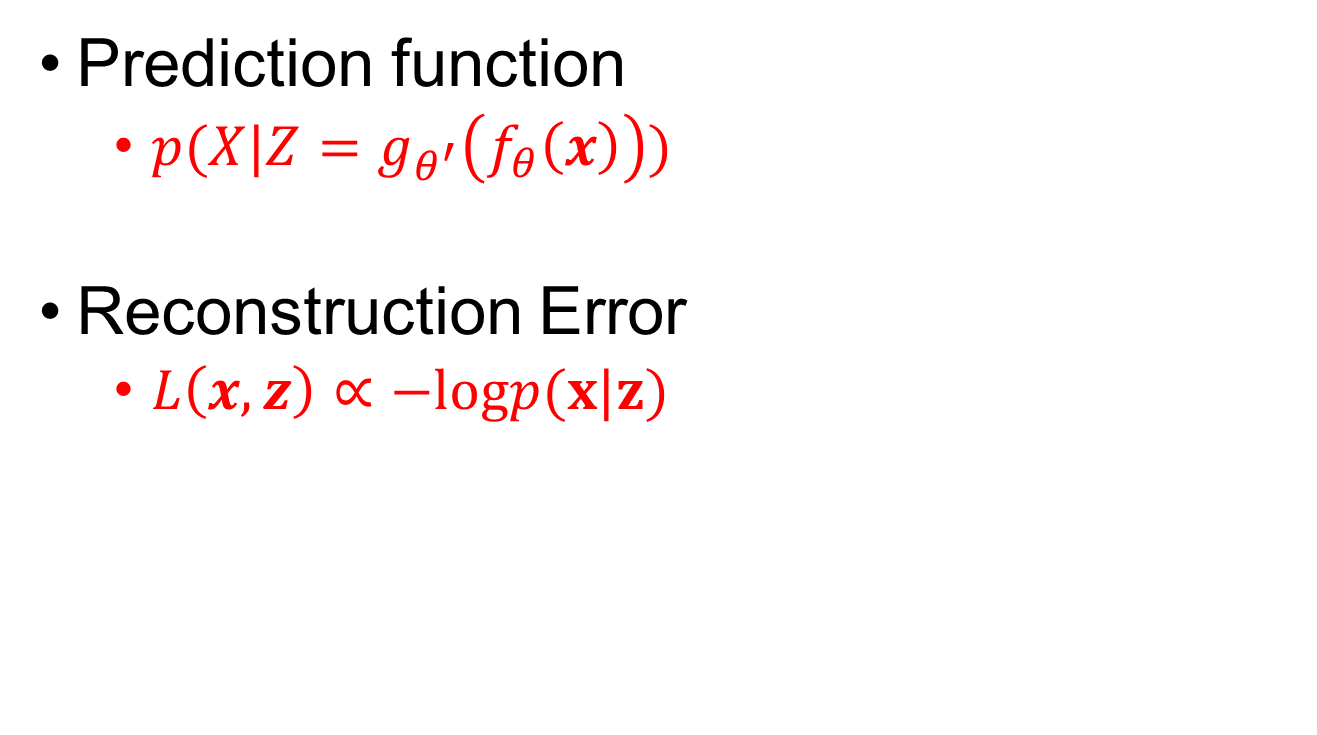 • Prediction function
• p(X|Z = g_θ′(f_θ(x)))
• Reconstruction Error
• L(x, z) ∝ −logp(x|z)